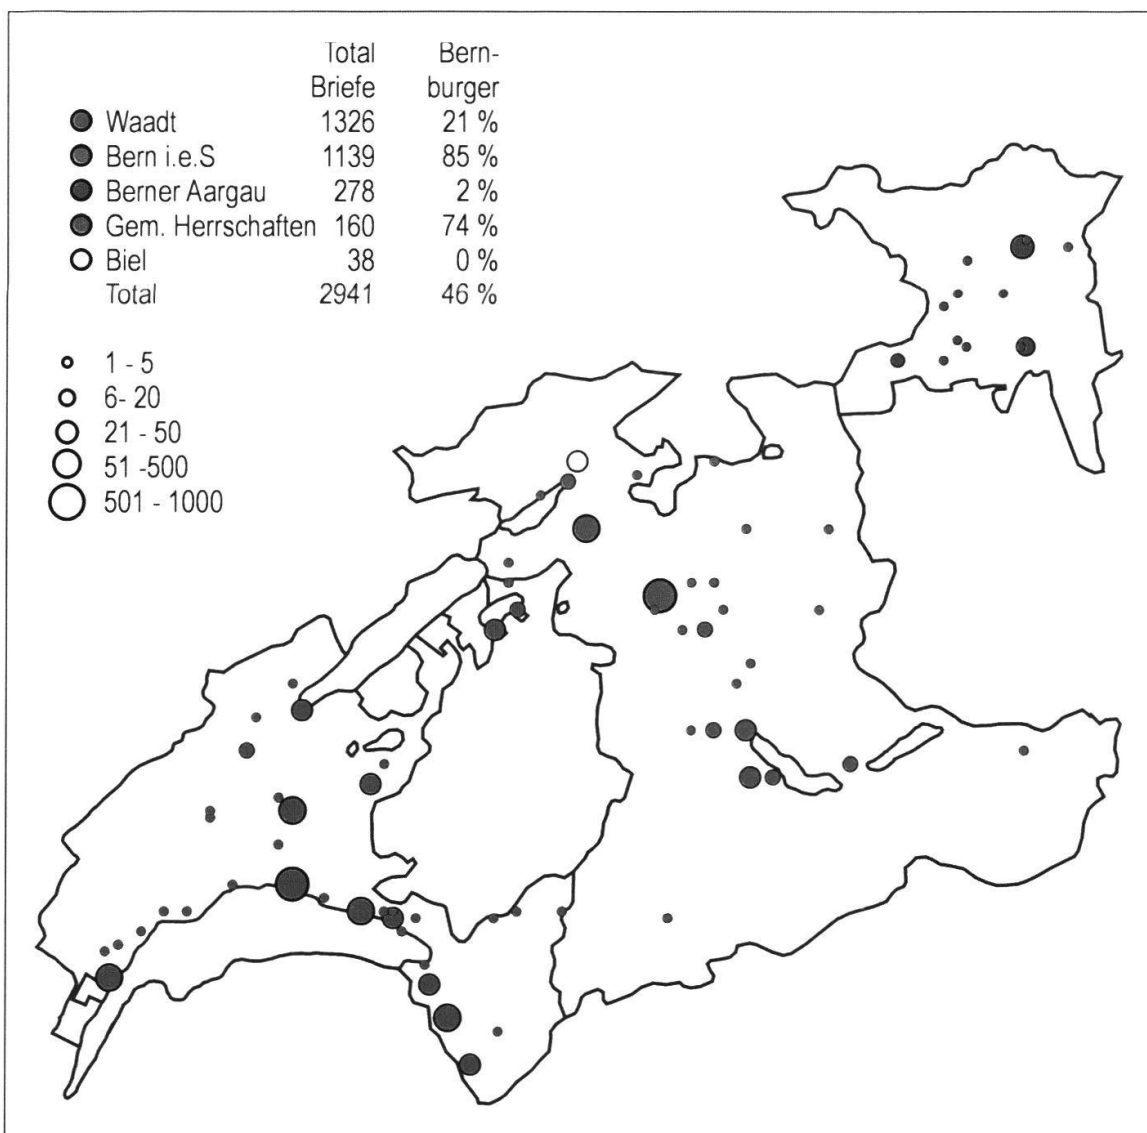 Total Bern-
Briefe burger
Waadt 1326 21 %
Bern i.e.S 1139 85 %
Berner Aargau 278 2 %
Gem. Herrschaften 160 74 %
Biel 38 0 %
Total 2941 46 %
1 - 5
6- 20
21 - 50
51 -500
501 - 1000